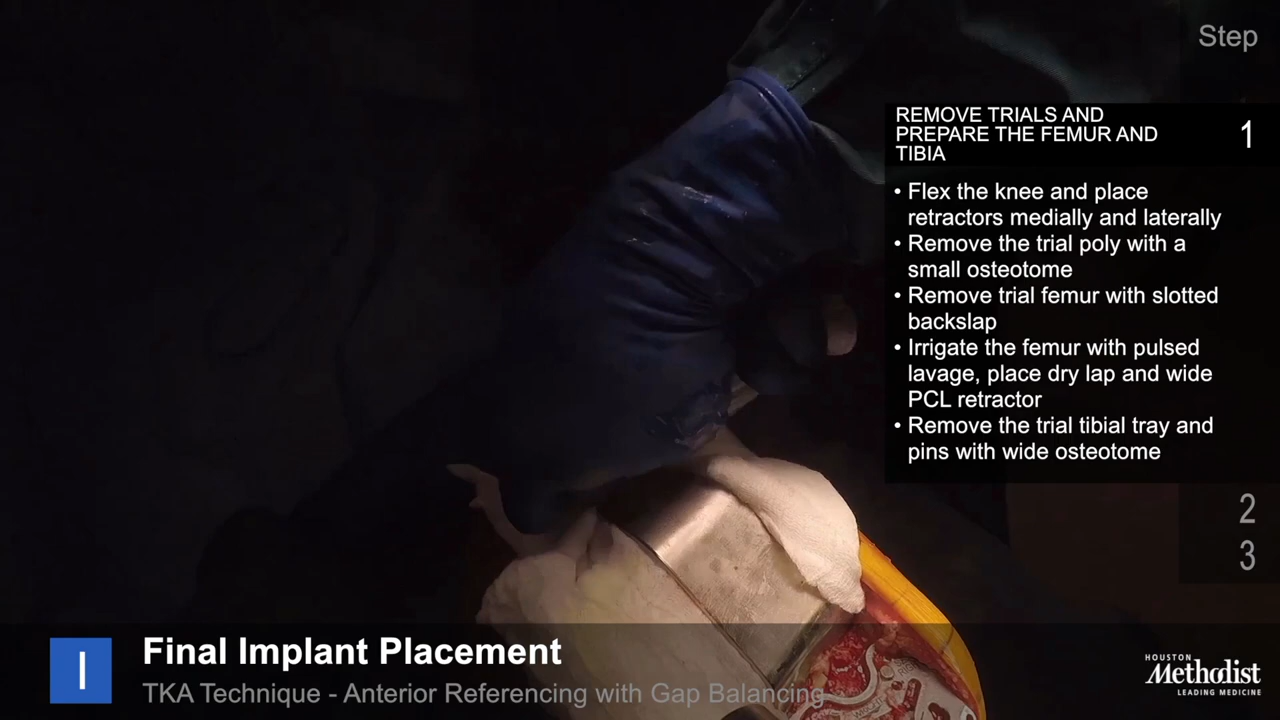 Step
REMOVE TRIALS AND
PREPARE THE FEMUR AND
TIBIA
1
• Flex the knee and place
retractors medially and laterally
• Remove the trial poly with a
small osteotome
• Remove trial femur with slotted
backslap
• Irrigate the femur with pulsed
lavage, place dry lap and wide
PCL retractor
• Remove the trial tibial tray and
pins with wide osteotome
2
3
I
Final Implant Placement
TKA Technique - Anterior Referencing with Gap Balancing
HOUSTON
Methodist
LEADING MEDICINE